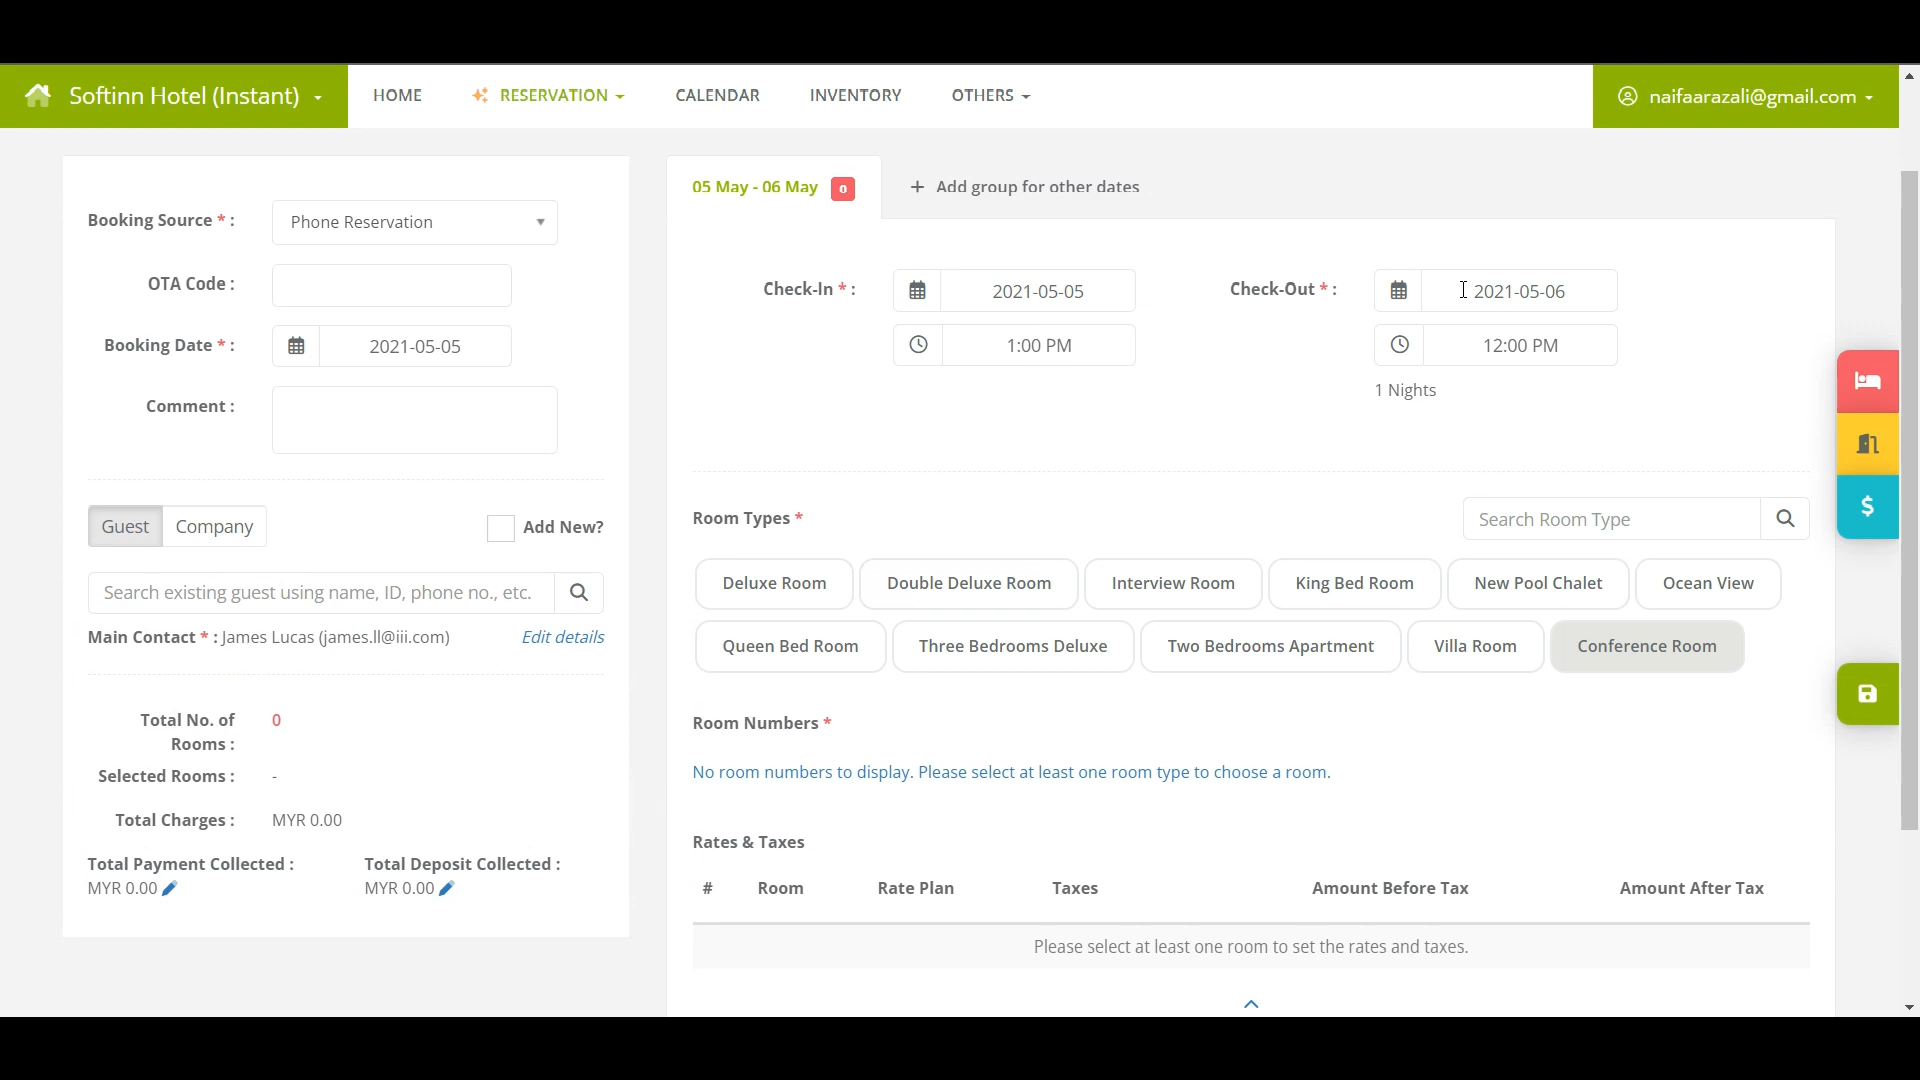 Softinn Hotel (Instant)
HOME
RESERVATION
CALENDAR
INVENTORY
OTHERS
naifaarazali@gmail.com
Booking Source * :
Phone Reservation
OTA Code :
Booking Date * :
2021-05-05
Comment :
Guest
Company
Add New?
Search existing guest using name, ID, phone no., etc.
Main Contact * : James Lucas (james.ll@iii.com)
Edit details
Total No. of
Rooms :
0
Selected Rooms :
-
Total Charges :
MYR 0.00
Total Payment Collected :
MYR 0.00
Total Deposit Collected :
MYR 0.00
05 May - 06 May
0
+ Add group for other dates
Check-In * :
2021-05-05
1:00 PM
Check-Out * :
2021-05-06
12:00 PM
1 Nights
Room Types *
Search Room Type
Deluxe Room
Double Deluxe Room
Interview Room
King Bed Room
New Pool Chalet
Ocean View
Queen Bed Room
Three Bedrooms Deluxe
Two Bedrooms Apartment
Villa Room
Conference Room
Room Numbers *
No room numbers to display. Please select at least one room type to choose a room.
Rates & Taxes
# Room Rate Plan Taxes Amount Before Tax Amount After Tax
Please select at least one room to set the rates and taxes.
$